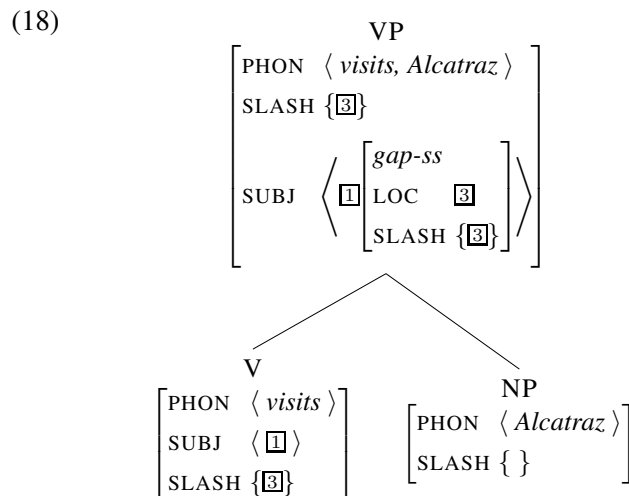 (18)
VP
PHON ⟨ visits, Alcatraz ⟩
SLASH {3}
gap-ss
SUBJ ⟨ 1 LOC 3 ⟩
SLASH {3}
V
NP
PHON ⟨ visits ⟩
PHON ⟨ Alcatraz ⟩
SUBJ ⟨ 1 ⟩
SLASH { }
SLASH {3}